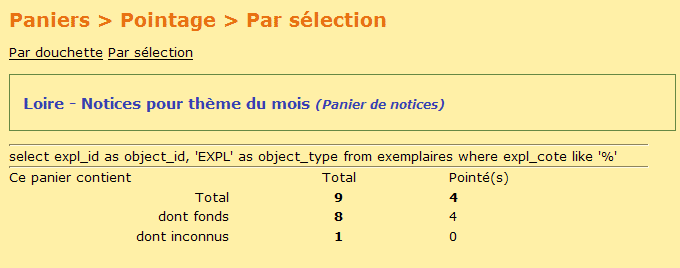 Paniers > Pointage > Par sélection
Par douchette Par sélection
Loire - Notices pour thème du mois (Panier de notices)
select expl_id as object_id, 'EXPL' as object_type from exemplaires where expl_cote like '%'
Ce panier contient Total Pointé(s)
Total 9 4
dont fonds 8 4
dont inconnus 1 0